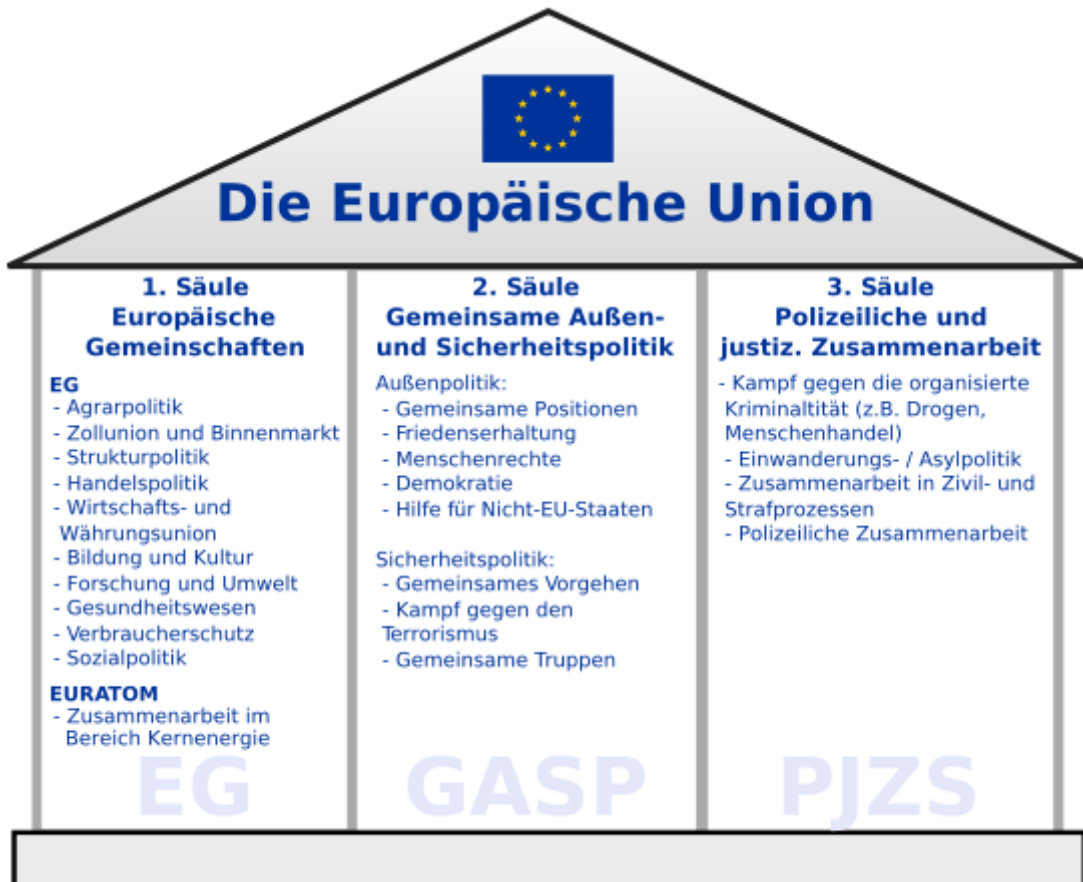 Die Europäische Union
1. Säule
Europäische
Gemeinschaften
EG
- Agrarpolitik
- Zollunion und Binnenmarkt
- Strukturpolitik
- Handelspolitik
- Wirtschafts- und
Währungsunion
- Bildung und Kultur
- Forschung und Umwelt
- Gesundheitswesen
- Verbraucherschutz
- Sozialpolitik
EURATOM
- Zusammenarbeit im
Bereich Kernenergie
EG
2. Säule
Gemeinsame Außen-
und Sicherheitspolitik
Außenpolitik:
- Gemeinsame Positionen
- Friedenserhaltung
- Menschenrechte
- Demokratie
- Hilfe für Nicht-EU-Staaten
Sicherheitspolitik:
- Gemeinsames Vorgehen
- Kampf gegen den
Terrorismus
- Gemeinsame Truppen
GASP
3. Säule
Polizeiliche und
justiz. Zusammenarbeit
- Kampf gegen die organisierte
Kriminaltität (z.B. Drogen,
Menschenhandel)
- Einwanderungs- / Asylpolitik
- Zusammenarbeit in Zivil- und
Strafprozessen
- Polizeiliche Zusammenarbeit
PJZS